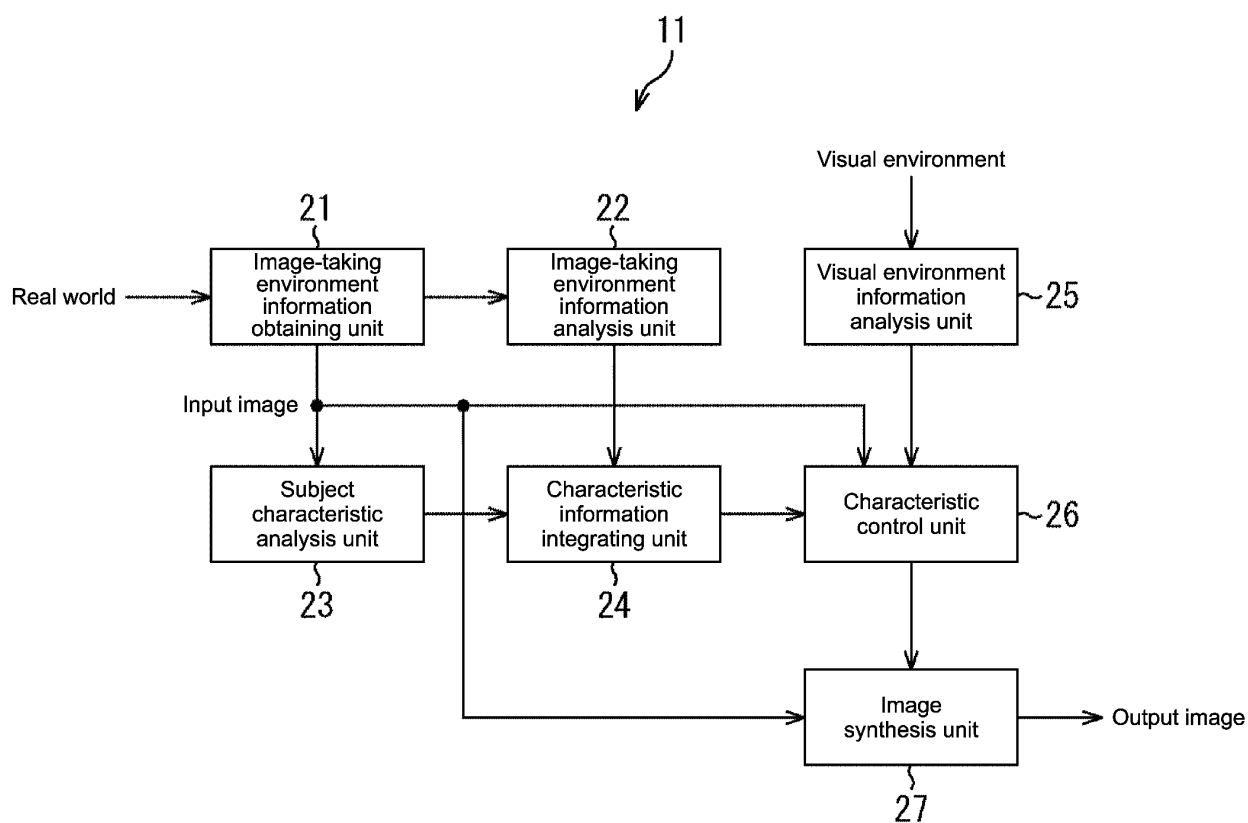 11
Visual environment
21
22
Image-taking
environment
information
obtaining unit
Image-taking
environment
information
analysis unit
Visual environment
information
analysis unit
25
Real world
Input image
Subject
characteristic
analysis unit
Characteristic
information
integrating unit
Characteristic
control unit
26
23
24
Image
synthesis unit
Output image
27